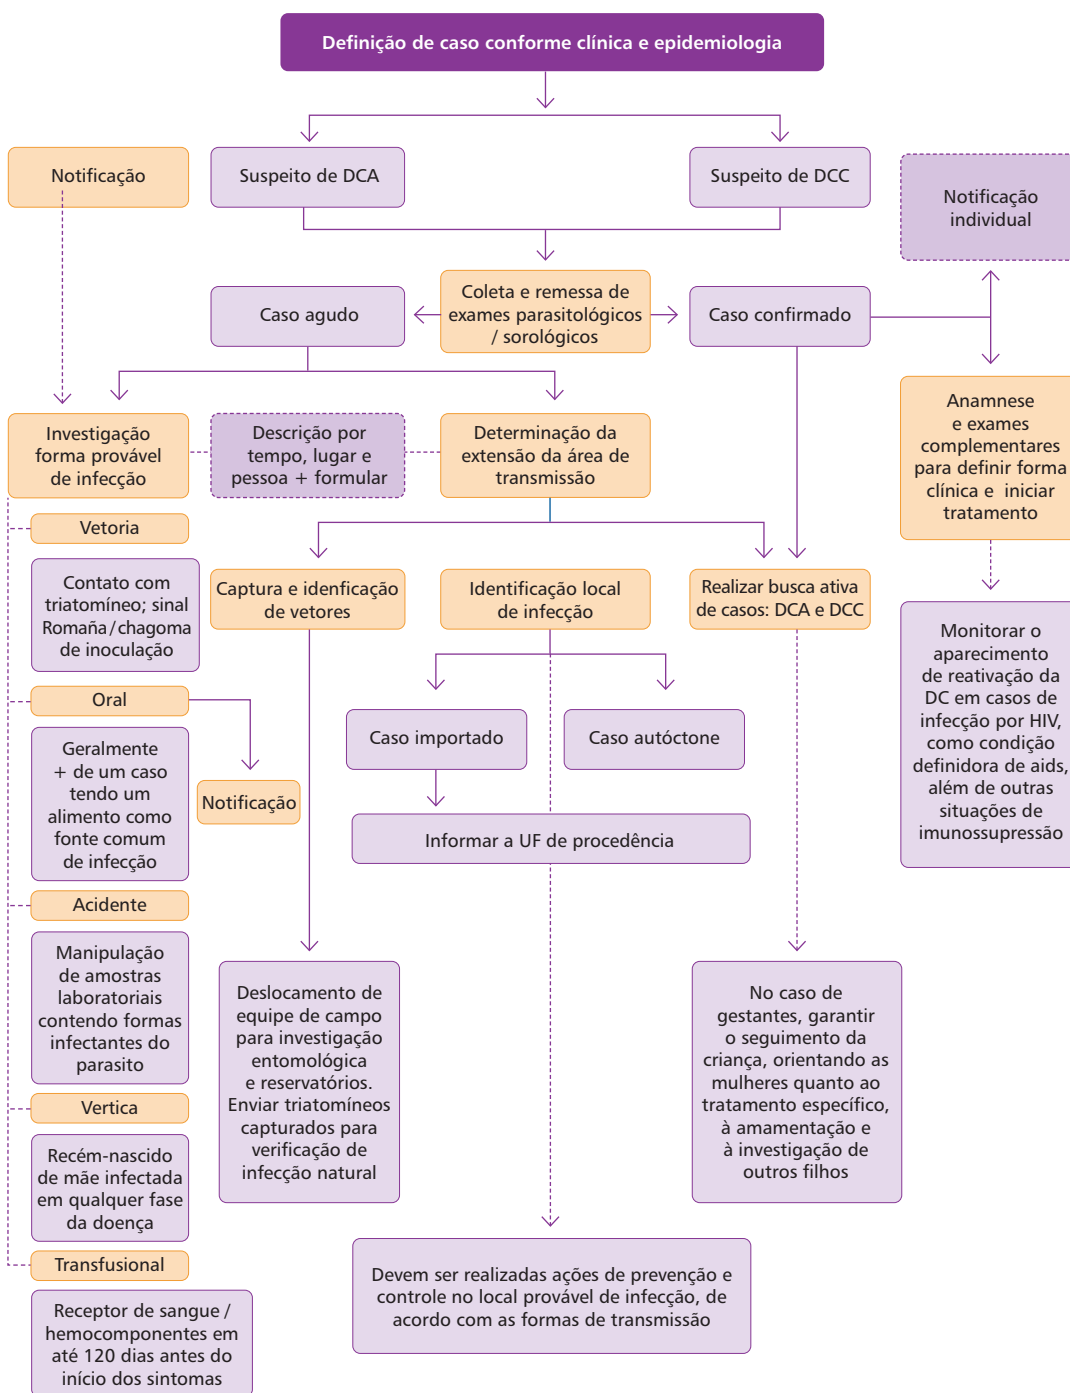 Definição de caso conforme clínica e epidemiologia
Notificação
Suspeito de DCA
Suspeito de DCC
Notificação
individual
Coleta e remessa de
exames parasitológicos
/ sorológicos
Caso agudo
Caso confirmado
Investigação
forma provável
de infecção
Descrição por
tempo, lugar e
pessoa + formular
Determinação da
extensão da área de
transmissão
Anamnese
e exames
complementares
para definir forma
clínica e iniciar
tratamento
Vetoria
Contato com
triatomíneo; sinal
Romaña/chagoma
de inoculação
Captura e idenficação
de vetores
Identificação local
de infecção
Realizar busca ativa
de casos: DCA e DCC
Monitorar o
aparecimento
de reativação da
DC em casos de
infecção por HIV,
como condição
definidora de aids,
além de outras
situações de
imunossupressão
Oral
Geralmente
+ de um caso
tendo um
alimento como
fonte comum
de infecção
Notificação
Caso importado
Caso autóctone
Informar a UF de procedência
Acidente
Manipulação
de amostras
laboratoriais
contendo formas
infectantes do
parasito
Deslocamento de
equipe de campo
para investigação
entomológica
e reservatórios.
Enviar triatomíneos
capturados para
verificação de
infecção natural
No caso de
gestantes, garantir
o seguimento da
criança, orientando as
mulheres quanto ao
tratamento específico,
à amamentação e
à investigação de
outros filhos
Vertica
Recém-nascido
de mãe infectada
em qualquer fase
da doença
Transfusional
Receptor de sangue /
hemocomponentes em
até 120 dias antes do
início dos sintomas
Devem ser realizadas ações de prevenção e
controle no local provável de infecção, de
acordo com as formas de transmissão